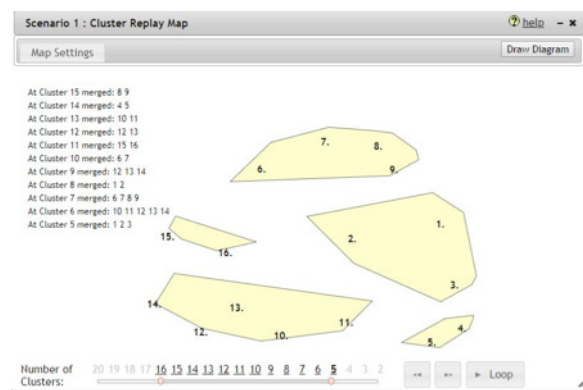 Scenario 1 : Cluster Replay Map
help
Map Settings
Draw Diagram
At Cluster 15 merged: 8 9
At Cluster 14 merged: 4 5
At Cluster 13 merged: 10 11
At Cluster 12 merged: 12 13
At Cluster 11 merged: 15 16
At Cluster 10 merged: 6 7
At Cluster 9 merged: 12 13 14
At Cluster 8 merged: 1 2
At Cluster 7 merged: 6 7 8 9
At Cluster 6 merged: 10 11 12 13 14
At Cluster 5 merged: 1 2 3
7.
8.
6.
9.
1.
2.
15.
16.
3.
14.
13.
11.
12.
10.
4.
5.
Number of Clusters:
20 19 18 17 16 15 14 13 12 11 10 9 8 7 6 5 4 3 2
Loop